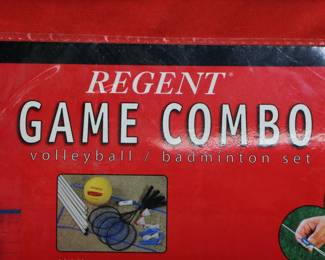 REGENT®
GAME COMBO
volleyball / badminton set